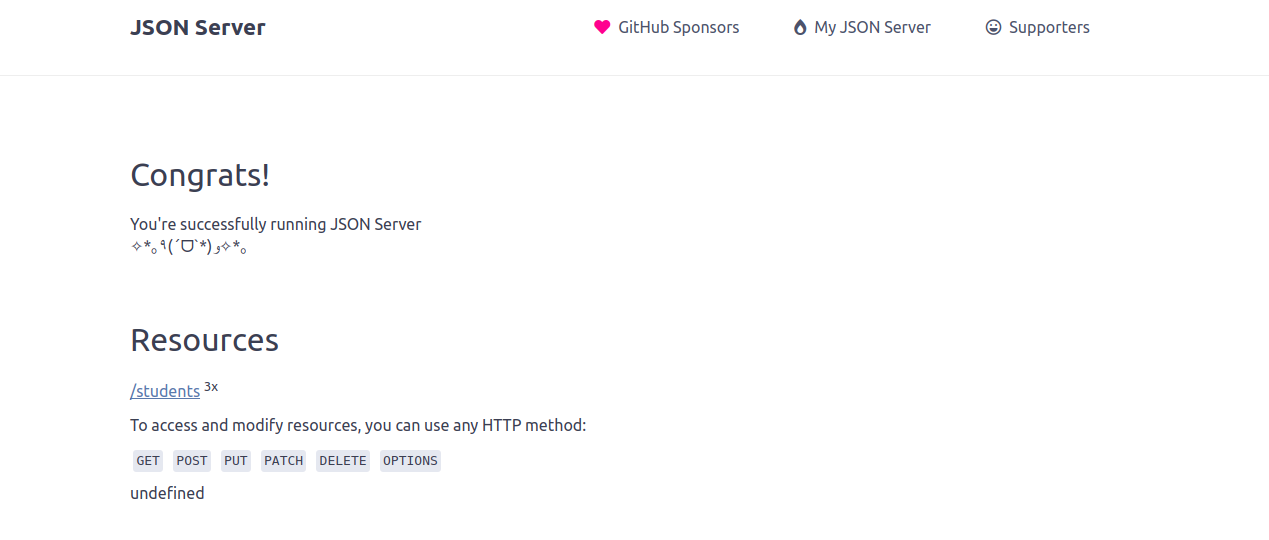 JSON Server
GitHub Sponsors
My JSON Server
Supporters
Congrats!
You're successfully running JSON Server
✧*｡٩(ˊᗜˋ*)و✧*｡
Resources
/students 3x
To access and modify resources, you can use any HTTP method:
GET POST PUT PATCH DELETE OPTIONS
undefined